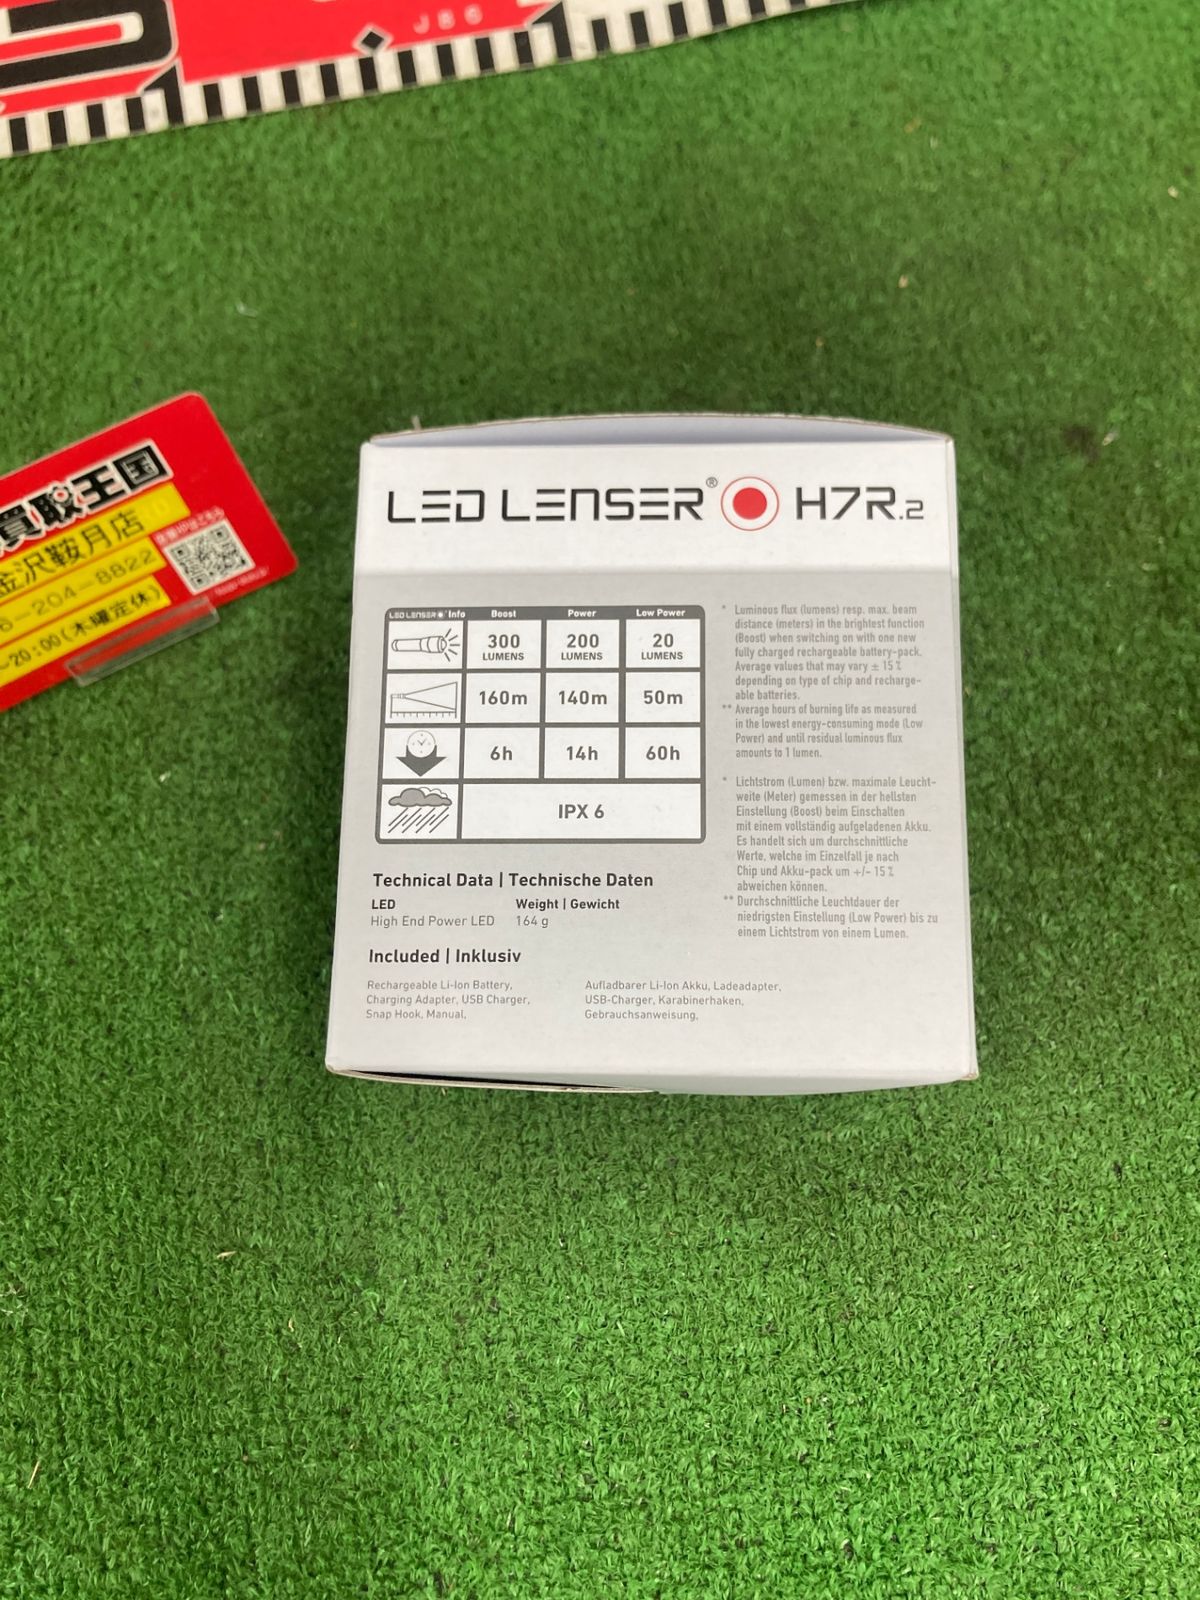 JBG
買取王国
金沢鞍月店
204-8822
20:00(木曜定休)
LED LENSER® H7R.2
LED LENSER Info Boost Power Low Power
300 LUMENS 200 LUMENS 20 LUMENS
160m 140m 50m
6h 14h 60h
IPX 6
Technical Data | Technische Daten
LED Weight | Gewicht
High End Power LED 164 g
Included | Inklusiv
Rechargeable Li-Ion Battery,
Charging Adapter, USB Charger,
Snap Hook, Manual,
Aufladbarer Li-Ion Akku, Ladeadapter,
USB-Charger, Karabinerhaken,
Gebrauchsanweisung,
* Luminous flux (lumens) resp. max. beam
distance (meters) in the brightest function
(Boost) when switching on with one new
fully charged rechargeable battery-pack.
Average values that may vary ± 15 %
depending on type of chip and recharge-
able batteries.
** Average hours of burning life as measured
in the lowest energy-consuming mode (Low
Power) and until residual luminous flux
amounts to 1 lumen.
* Lichtstrom (Lumen) bzw. maximale Leucht-
weite (Meter) gemessen in der hellsten
Einstellung (Boost) beim Einschalten
mit einem vollständig aufgeladenen Akku.
Es handelt sich um durchschnittliche
Werte, welche im Einzelfall je nach
Chip und Akku-pack um +/- 15 %
abweichen können.
** Durchschnittliche Leuchtdauer der
niedrigsten Einstellung (Low Power) bis zu
einem Lichtstrom von einem Lumen.